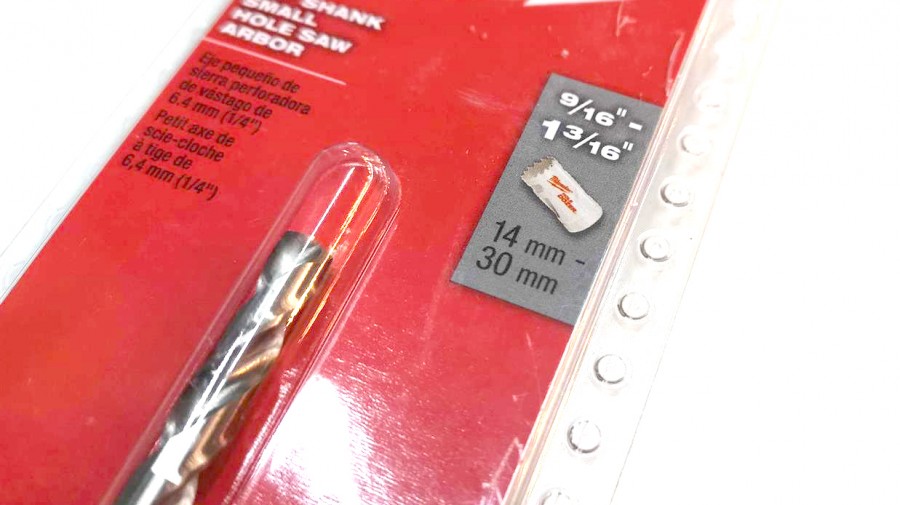 SHANK
SMALL
HOLE SAW
ARBOR
Eje pequeño de
sierra perforadora
de vástago de
6.4 mm (1/4")
Petit axe de
scie-cloche
à tige de
6,4 mm (1/4")
9/16" -
1 3/16"
Milwaukee
14 mm -
30 mm